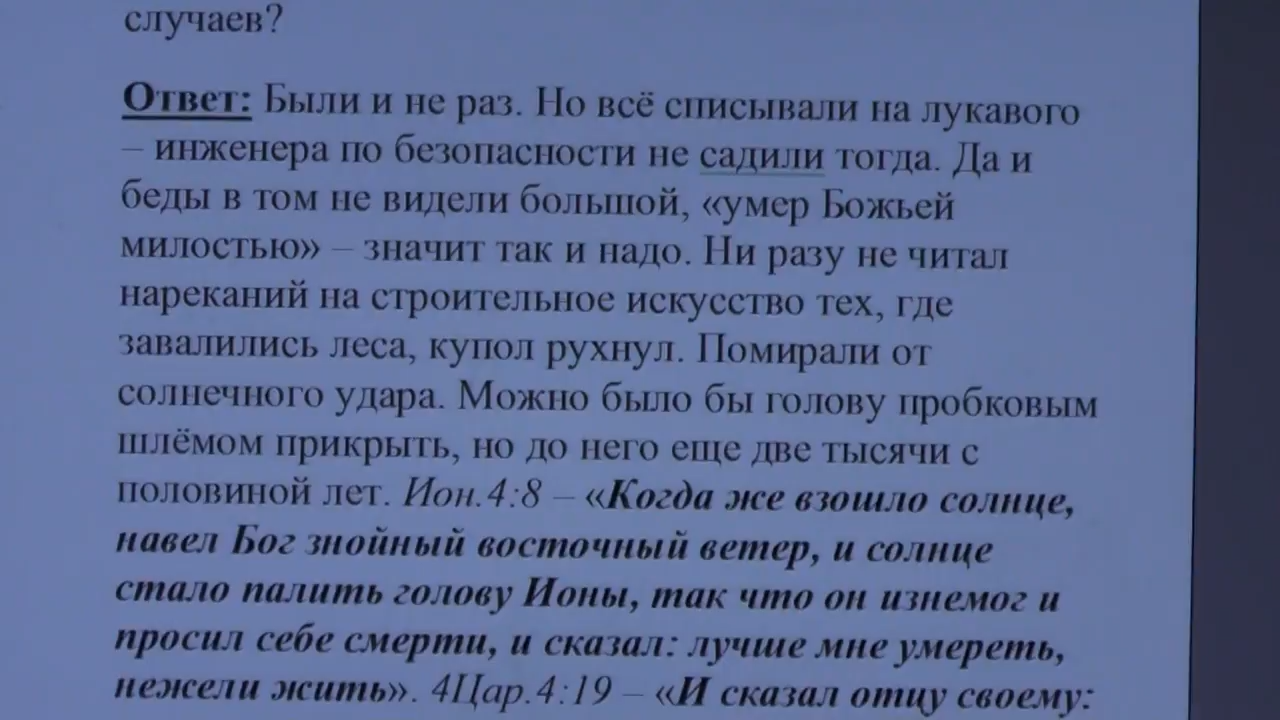 случаев?
Ответ: Были и не раз. Но всё списывали на лукавого
– инженера по безопасности не садили тогда. Да и
беды в том не видели большой, «умер Божьей
милостью» – значит так и надо. Ни разу не читал
нареканий на строительное искусство тех, где
завалились леса, купол рухнул. Помирали от
солнечного удара. Можно было бы голову пробковым
шлёмом прикрыть, но до него еще две тысячи с
половиной лет. Ион.4:8 – «Когда же взошло солнце,
навел Бог знойный восточный ветер, и солнце
стало палить голову Ионы, так что он изнемог и
просил себе смерти, и сказал: лучше мне умереть,
нежели жить». 4Цар.4:19 – «И сказал отцу своему: